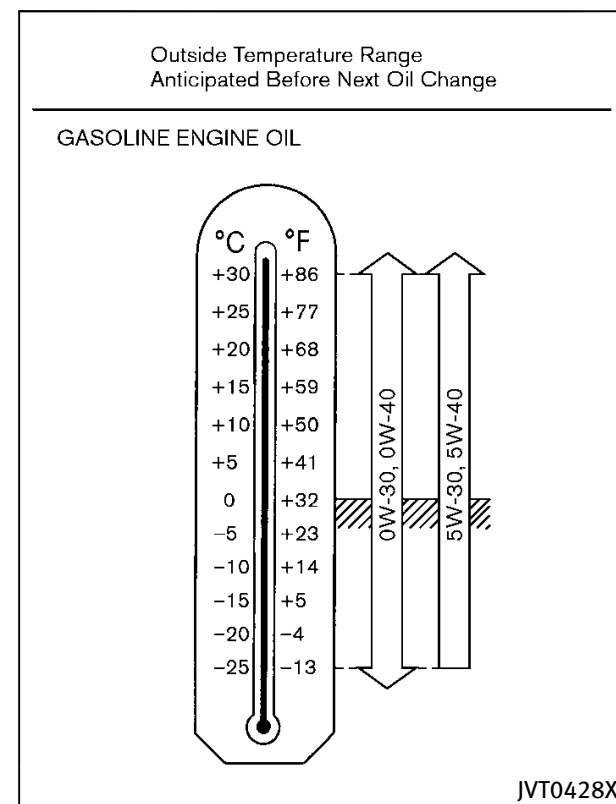 Outside Temperature Range
Anticipated Before Next Oil Change
GASOLINE ENGINE OIL
°C °F
+30 +86
+25 +77
+20 +68
+15 +59
+10 +50
+5 +41
0 +32
−5 +23
−10 +14
−15 +5
−20 −4
−25 −13
0W-30, 0W-40
5W-30, 5W-40
JVT0428X